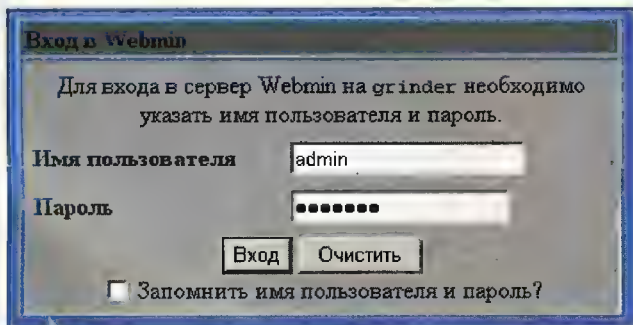 Вход в Webmin
Для входа в сервер Webmin на grinder необходимо
указать имя пользователя и пароль.
Имя пользователя
admin
Пароль
•••••••
Вход
Очистить
Запомнить имя пользователя и пароль?